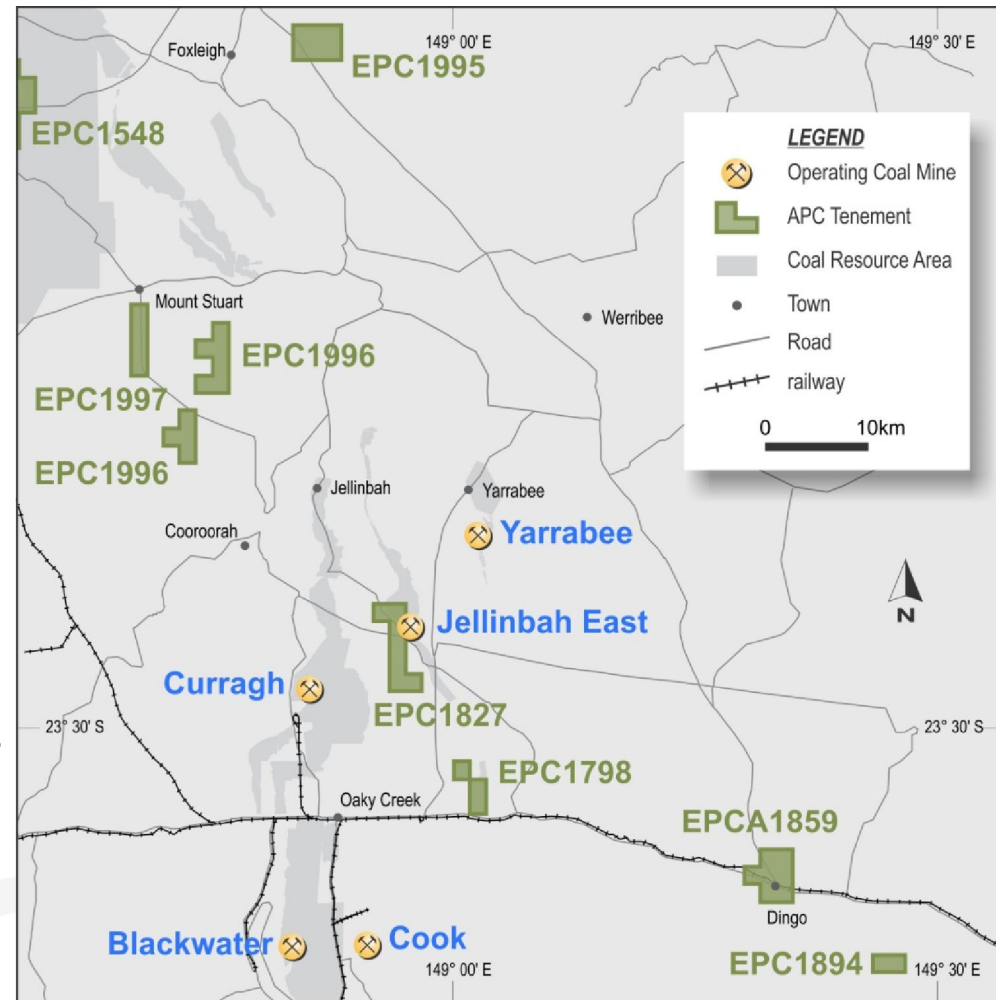 149° 00' E
149° 30' E
Foxleigh
EPC1995
EPC1548
LEGEND
Operating Coal Mine
APC Tenement
Coal Resource Area
Town
Road
railway
0 10km
Mount Stuart
Werribee
EPC1996
EPC1997
EPC1996
Jellinbah
Yarrabee
Cooroorah
Yarrabee
N
Jellinbah East
Curragh
EPC1827
23° 30' S
23° 30' S
EPC1798
Oaky Creek
EPCA1859
Dingo
Blackwater
Cook
EPC1894
149° 00' E
149° 30' E